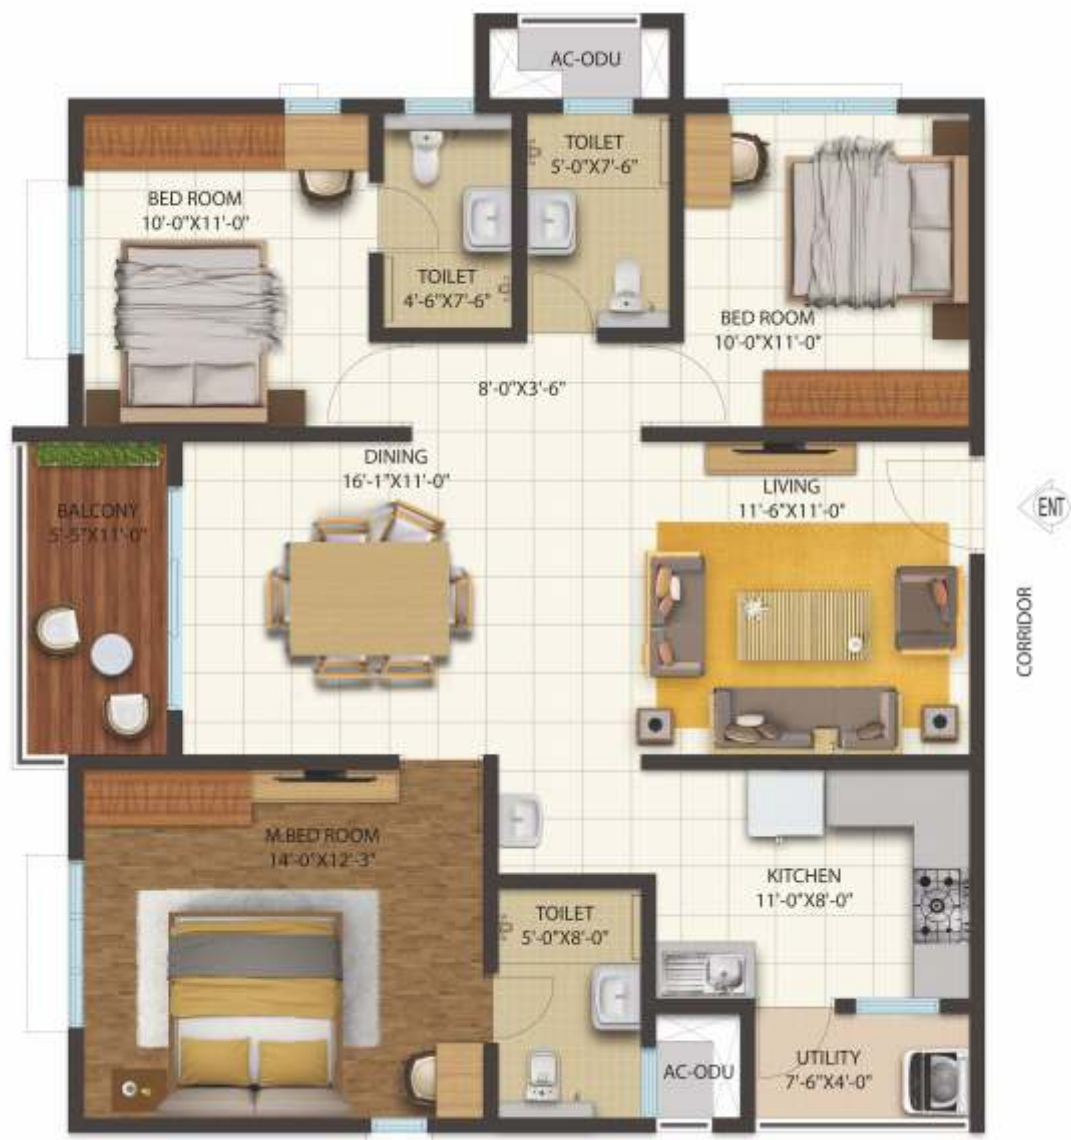 AC-ODU
TOILET
5'-0"X7'-6"
BED ROOM
10'-0"X11'-0"
TOILET
4'-6"X7'-6"
BED ROOM
10'-0"X11'-0"
8'-0"X3'-6"
DINING
16'-1"X11'-0"
LIVING
11'-6"X11'-0"
BALCONY
5'-5"X11'-0"
ENT
CORRIDOR
M.BED ROOM
14'-0"X12'-3"
KITCHEN
11'-0"X8'-0"
TOILET
5'-0"X8'-0"
UTILITY
7'-6"X4'-0"
AC-ODU